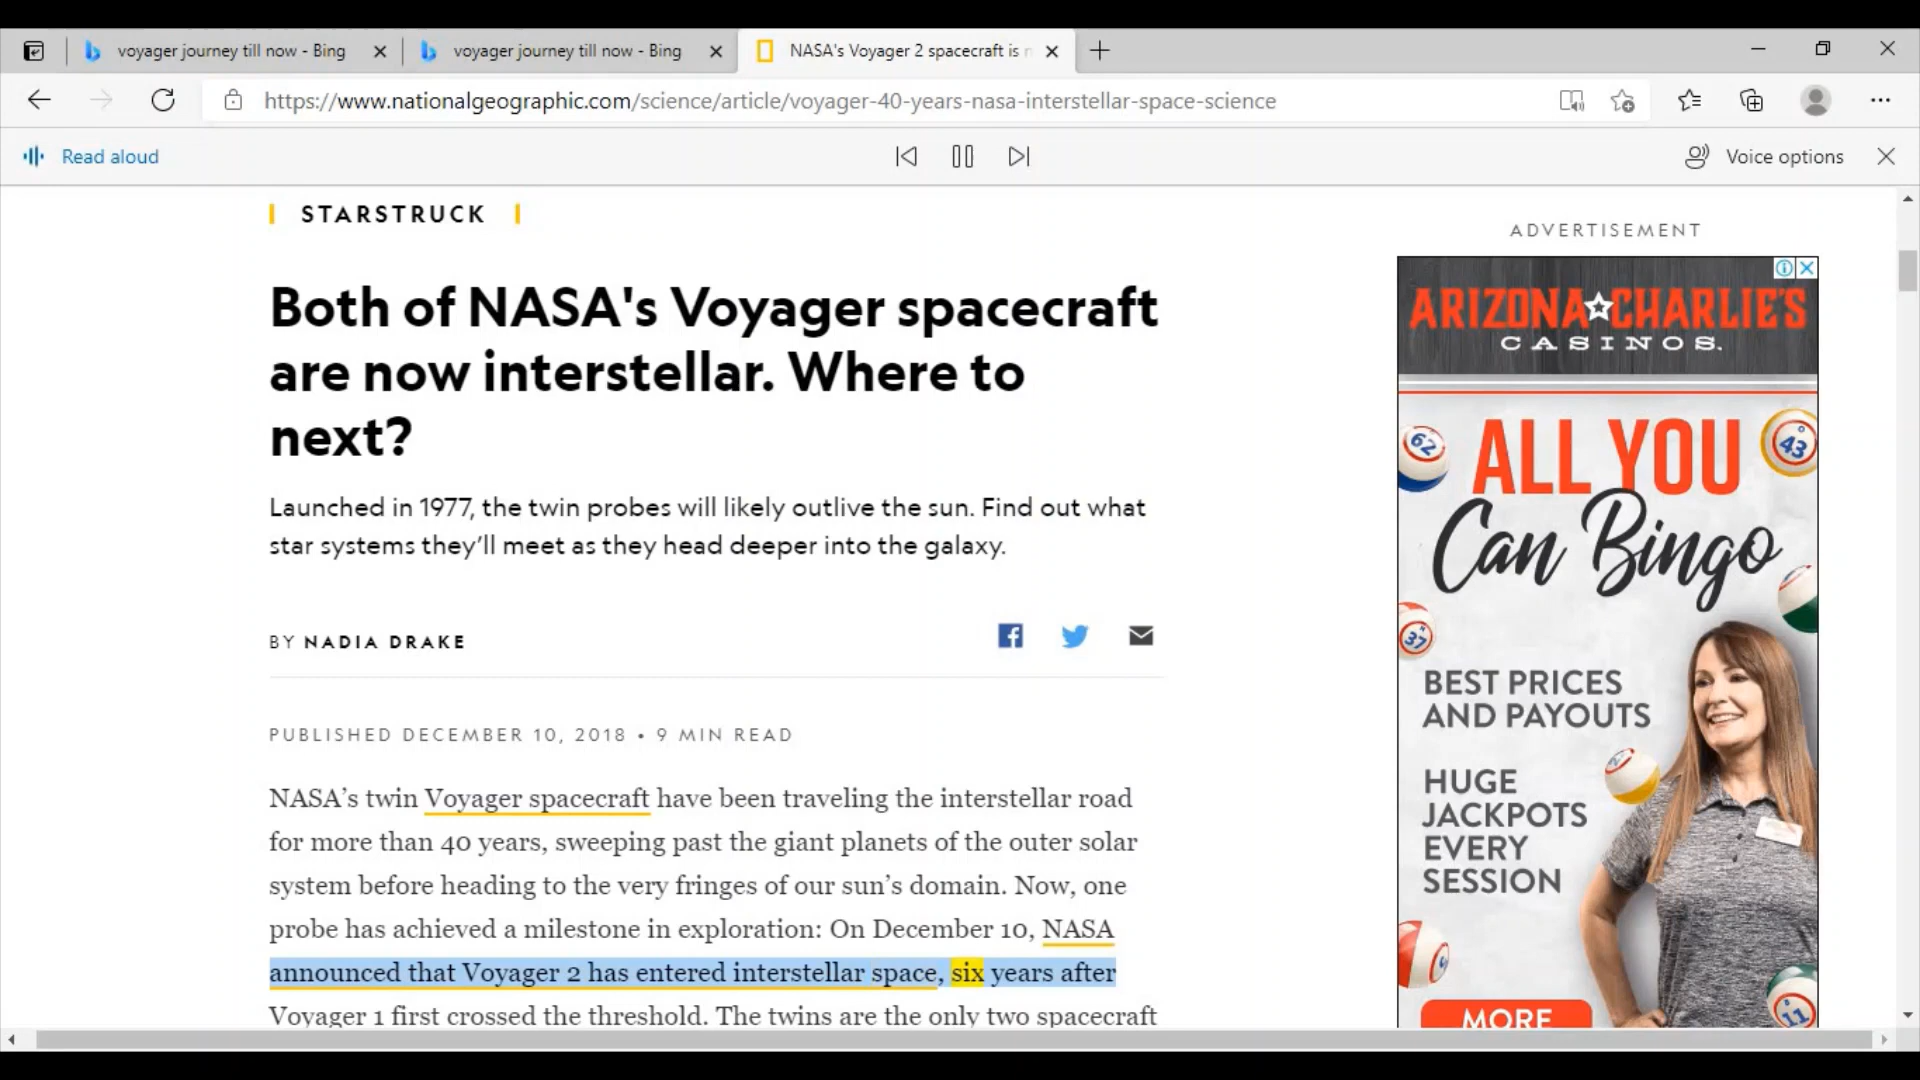 voyager journey till now - Bing
voyager journey till now - Bing
NASA's Voyager 2 spacecraft is
https://www.nationalgeographic.com/science/article/voyager-40-years-nasa-interstellar-space-science
Read aloud
Voice options
STARSTRUCK
Both of NASA's Voyager spacecraft
are now interstellar. Where to
next?
Launched in 1977, the twin probes will likely outlive the sun. Find out what
star systems they'll meet as they head deeper into the galaxy.
BY NADIA DRAKE
PUBLISHED DECEMBER 10, 2018 • 9 MIN READ
NASA's twin Voyager spacecraft have been traveling the interstellar road
for more than 40 years, sweeping past the giant planets of the outer solar
system before heading to the very fringes of our sun's domain. Now, one
probe has achieved a milestone in exploration: On December 10, NASA
announced that Voyager 2 has entered interstellar space, six years after
Voyager 1 first crossed the threshold. The twins are the only two spacecraft
ADVERTISEMENT
ARIZONA CHARLIE'S
CASINOS.
ALL YOU
Can Bingo
62
43
37
BEST PRICES
AND PAYOUTS
HUGE
JACKPOTS
EVERY
SESSION
MORE